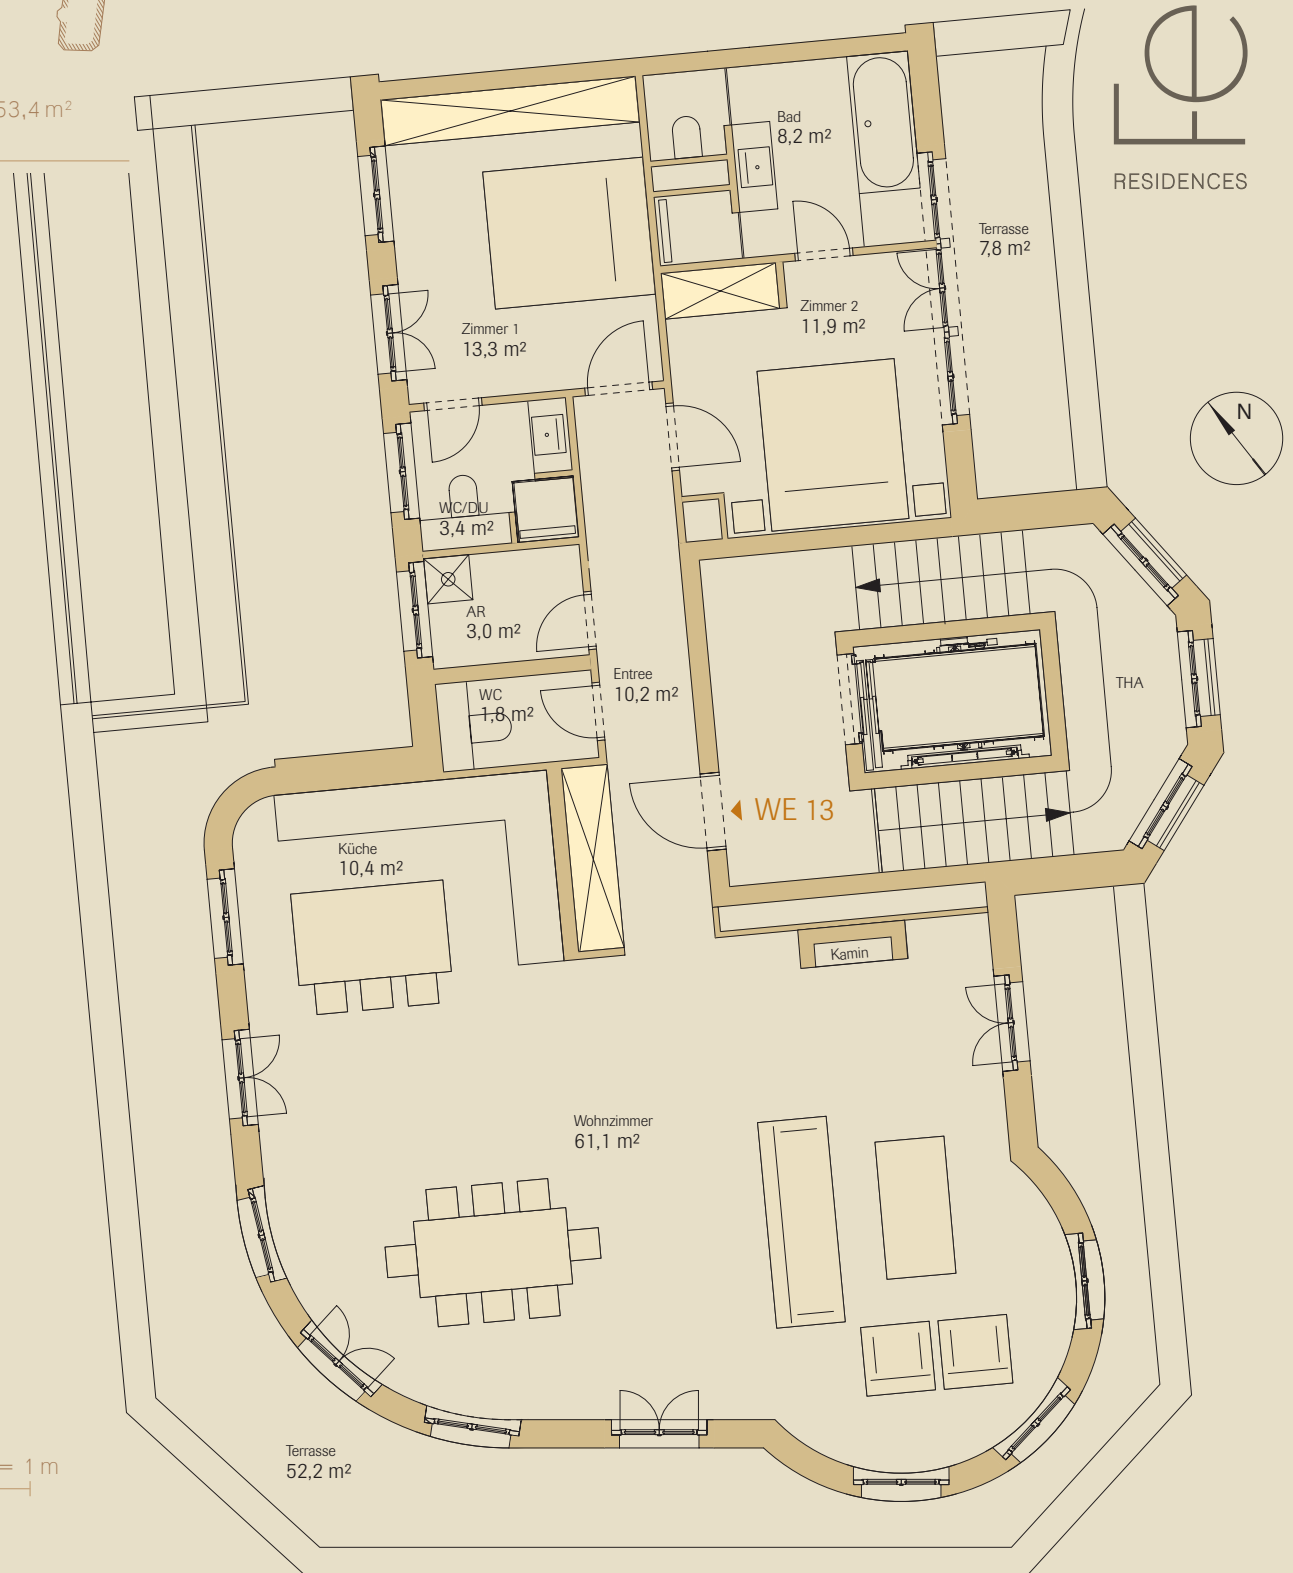 53,4 m²
Fe
RESIDENCES
Bad
8,2 m²
Terrasse
7,8 m²
Zimmer 1
13,3 m²
Zimmer 2
11,9 m²
N
WC/DU
3,4 m²
AR
3,0 m²
Entree
10,2 m²
WC
1,8 m²
THA
WE 13
Küche
10,4 m²
Kamin
Wohnzimmer
61,1 m²
Terrasse
52,2 m²
= 1 m